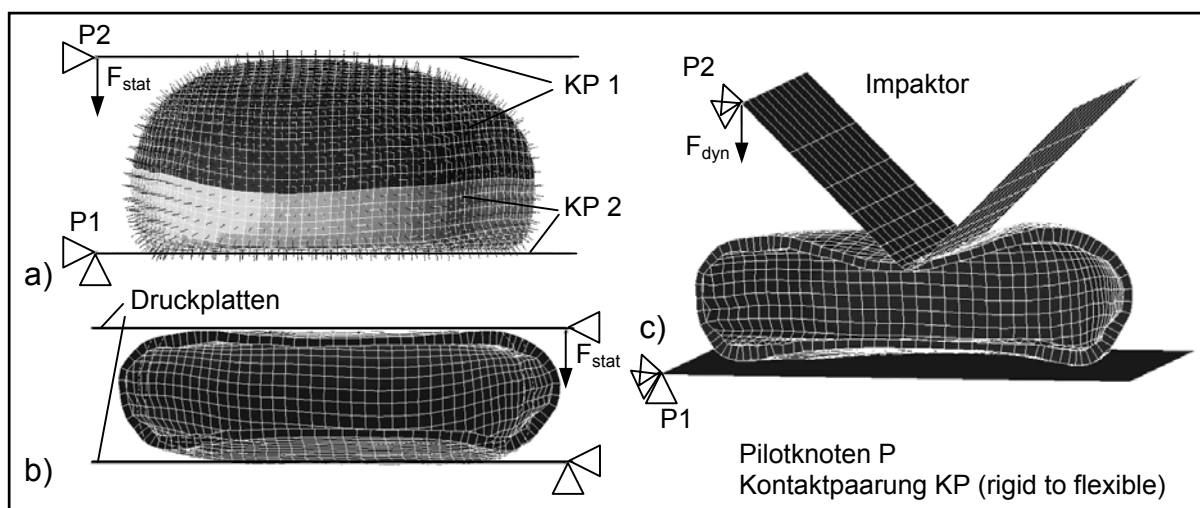 P2
F_stat
KP 1
KP 2
P1
a)
Druckplatten
F_stat
b)
P2
Impaktor
F_dyn
c)
P1
Pilotknoten P
Kontaktpaarung KP (rigid to flexible)